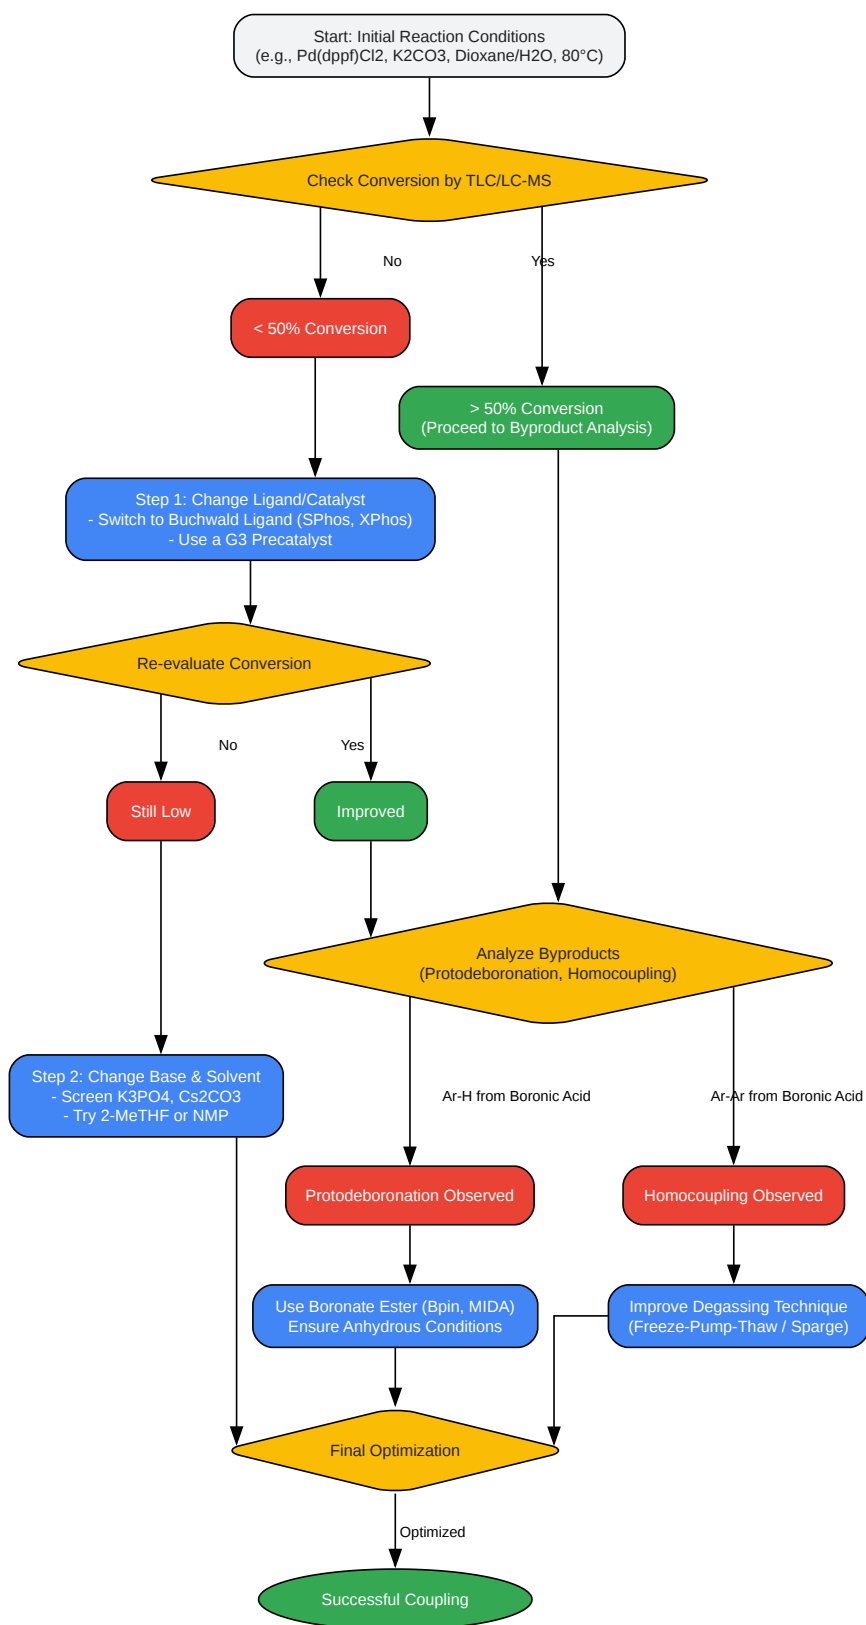 Start: Initial Reaction Conditions
(e.g., Pd(dppf)Cl2, K2CO3, Dioxane/H2O, 80°C)
Check Conversion by TLC/LC-MS
No
Yes
< 50% Conversion
> 50% Conversion
(Proceed to Byproduct Analysis)
Step 1: Change Ligand/Catalyst
- Switch to Buchwald Ligand (SPhos, XPhos)
- Use a G3 Precatalyst
Re-evaluate Conversion
No
Yes
Still Low
Improved
Analyze Byproducts
(Protodeboronation, Homocoupling)
Step 2: Change Base & Solvent
- Screen K3PO4, Cs2CO3
- Try 2-MeTHF or NMP
Ar-H from Boronic Acid
Ar-Ar from Boronic Acid
Protodeboronation Observed
Homocoupling Observed
Use Boronate Ester (Bpin, MIDA)
Ensure Anhydrous Conditions
Improve Degassing Technique
(Freeze-Pump-Thaw / Sparge)
Final Optimization
Optimized
Successful Coupling